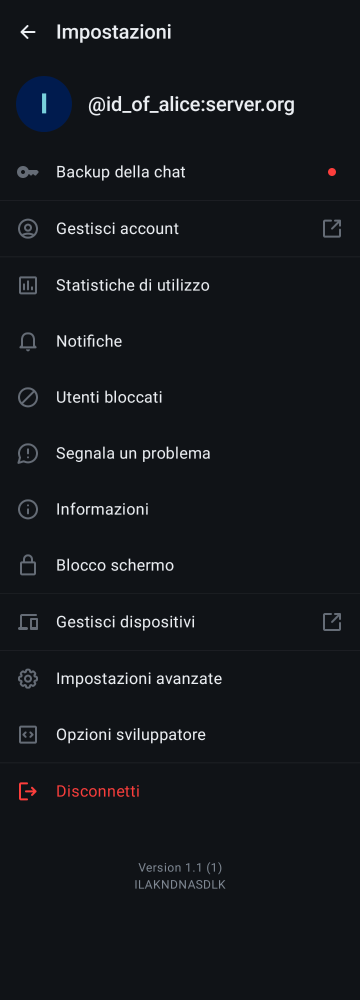 Impostazioni
I
@id_of_alice:server.org
Backup della chat
Gestisci account
Statistiche di utilizzo
Notifiche
Utenti bloccati
Segnala un problema
Informazioni
Blocco schermo
Gestisci dispositivi
Impostazioni avanzate
Opzioni sviluppatore
Disconnetti
Version 1.1 (1)
ILAKNDNASDLK